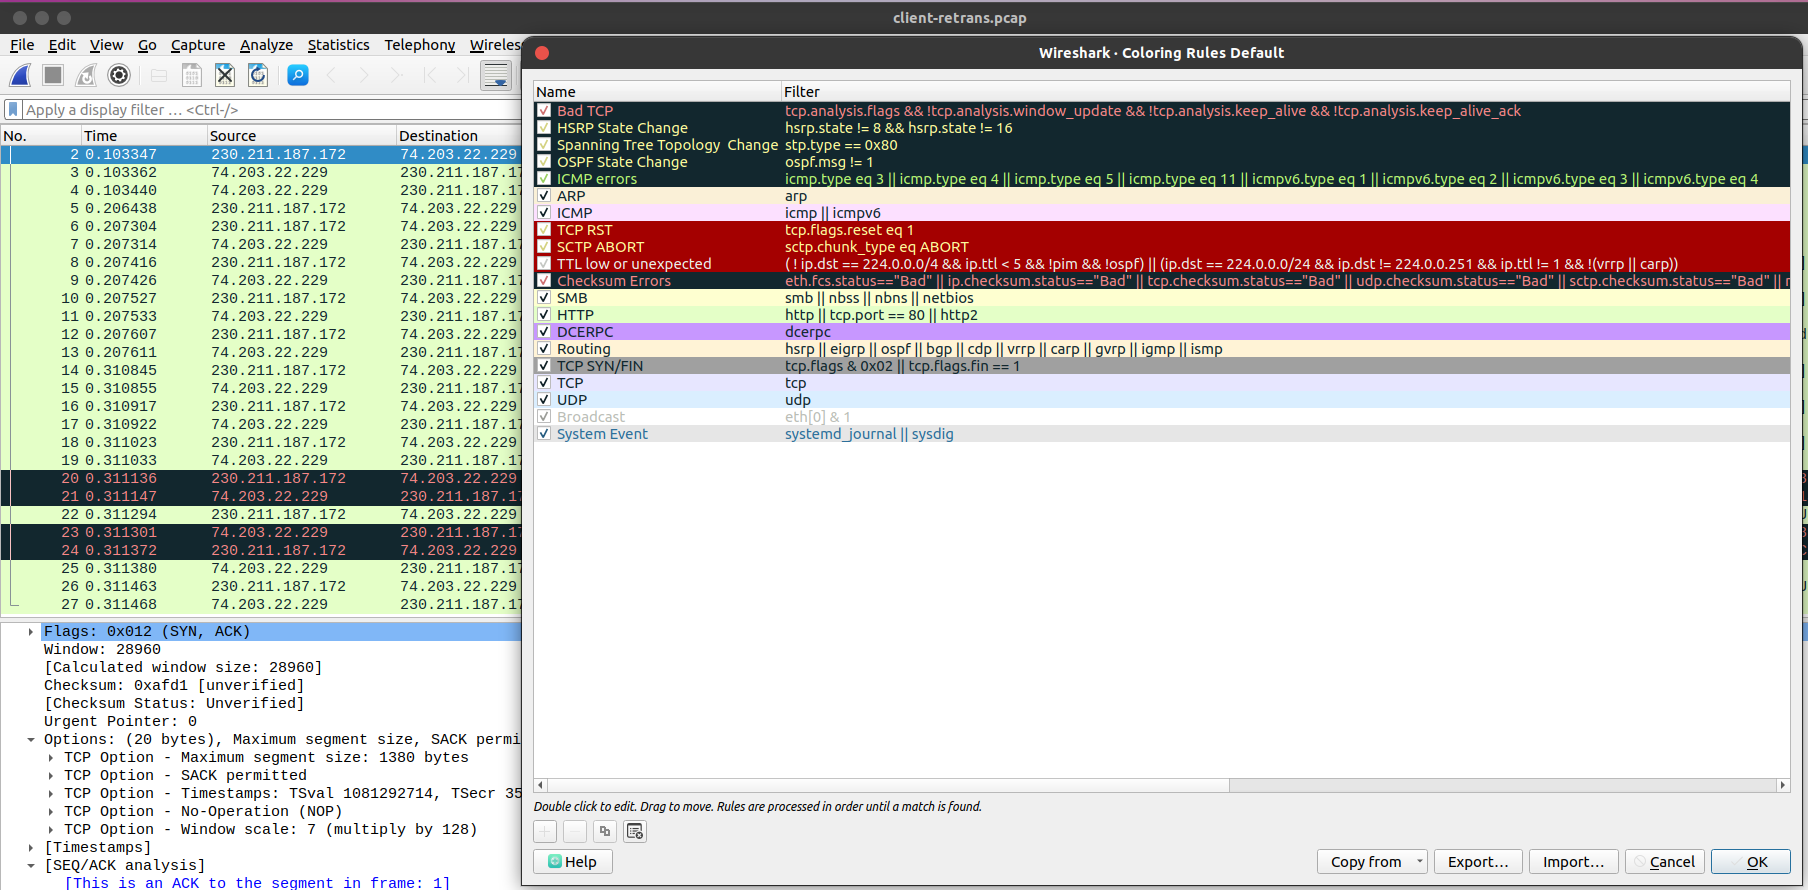 client-retrans.pcap
File Edit View Go Capture Analyze Statistics Telephony Wireles
Wireshark · Coloring Rules Default
Apply a display filter … <Ctrl-/>
No. Time Source Destination
2 0.103347 230.211.187.172 74.203.22.229
3 0.103362 74.203.22.229 230.211.187.17
4 0.103440 230.211.187.172 74.203.22.229
5 0.206438 230.211.187.172 74.203.22.229
6 0.207304 230.211.187.172 74.203.22.229
7 0.207314 74.203.22.229 230.211.187.17
8 0.207416 230.211.187.172 74.203.22.229
9 0.207426 74.203.22.229 230.211.187.17
10 0.207527 230.211.187.172 74.203.22.229
11 0.207533 74.203.22.229 230.211.187.17
12 0.207607 230.211.187.172 74.203.22.229
13 0.207611 74.203.22.229 230.211.187.17
14 0.310845 230.211.187.172 74.203.22.229
15 0.310855 74.203.22.229 230.211.187.17
16 0.310917 230.211.187.172 74.203.22.229
17 0.310922 74.203.22.229 230.211.187.17
18 0.311023 230.211.187.172 74.203.22.229
19 0.311033 74.203.22.229 230.211.187.17
20 0.311136 230.211.187.172 74.203.22.229
21 0.311147 74.203.22.229 230.211.187.17
22 0.311294 230.211.187.172 74.203.22.229
23 0.311301 74.203.22.229 230.211.187.17
24 0.311372 230.211.187.172 74.203.22.229
25 0.311380 74.203.22.229 230.211.187.17
26 0.311463 230.211.187.172 74.203.22.229
27 0.311468 74.203.22.229 230.211.187.17
Flags: 0x012 (SYN, ACK)
Window: 28960
[Calculated window size: 28960]
Checksum: 0xafd1 [unverified]
[Checksum Status: Unverified]
Urgent Pointer: 0
Options: (20 bytes), Maximum segment size, SACK permi
TCP Option - Maximum segment size: 1380 bytes
TCP Option - SACK permitted
TCP Option - Timestamps: TSval 1081292714, TSecr 35
TCP Option - No-Operation (NOP)
TCP Option - Window scale: 7 (multiply by 128)
[Timestamps]
[SEQ/ACK analysis]
[This is an ACK to the segment in frame: 1]
Name Filter
Bad TCP tcp.analysis.flags && !tcp.analysis.window_update && !tcp.analysis.keep_alive && !tcp.analysis.keep_alive_ack
HSRP State Change hsrp.state != 8 && hsrp.state != 16
Spanning Tree Topology  Change stp.type == 0x80
OSPF State Change ospf.msg != 1
ICMP errors icmp.type eq 3 || icmp.type eq 4 || icmp.type eq 5 || icmp.type eq 11 || icmpv6.type eq 1 || icmpv6.type eq 2 || icmpv6.type eq 3 || icmpv6.type eq 4
ARP arp
ICMP icmp || icmpv6
TCP RST tcp.flags.reset eq 1
SCTP ABORT sctp.chunk_type eq ABORT
TTL low or unexpected ( ! ip.dst == 224.0.0.0/4 && ip.ttl < 5 && !pim && !ospf) || (ip.dst == 224.0.0.0/24 && ip.dst != 224.0.0.251 && ip.ttl != 1 && !(vrrp || carp))
Checksum Errors eth.fcs.status=="Bad" || ip.checksum.status=="Bad" || tcp.checksum.status=="Bad" || udp.checksum.status=="Bad" || sctp.checksum.status=="Bad" ||
SMB smb || nbss || nbns || netbios
HTTP http || tcp.port == 80 || http2
DCERPC dcerpc
Routing hsrp || eigrp || ospf || bgp || cdp || vrrp || carp || gvrp || igmp || ismp
TCP SYN/FIN tcp.flags & 0x02 || tcp.flags.fin == 1
TCP tcp
UDP udp
Broadcast eth[0] & 1
System Event systemd_journal || sysdig
Double click to edit. Drag to move. Rules are processed in order until a match is found.
Help Copy from Export… Import… Cancel OK